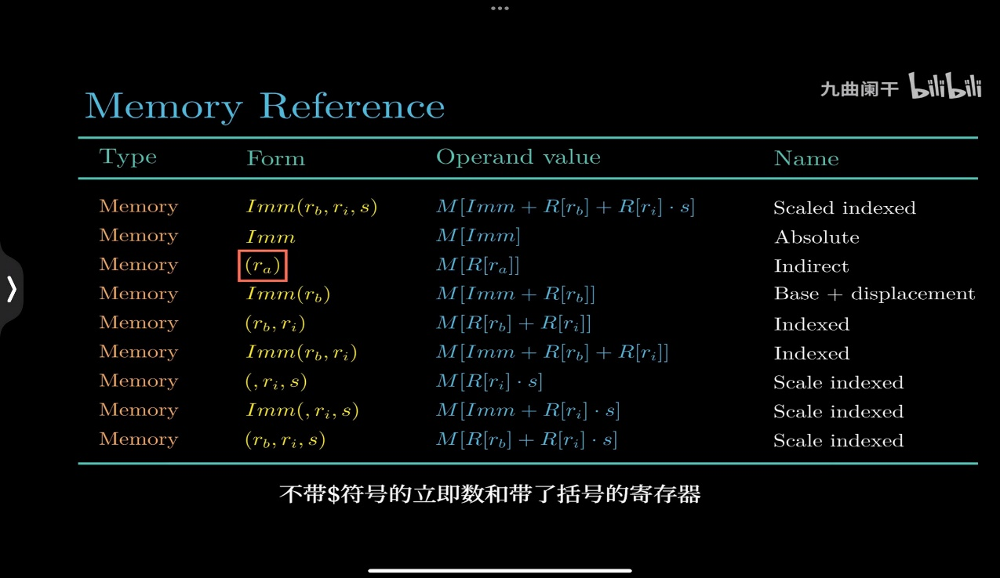 九曲阑干 bilibili
Memory Reference
Type Form Operand value Name
Memory Imm(r_b, r_i, s) M[Imm + R[r_b] + R[r_i] · s] Scaled indexed
Memory Imm M[Imm] Absolute
Memory (r_a) M[R[r_a]] Indirect
Memory Imm(r_b) M[Imm + R[r_b]] Base + displacement
Memory (r_b, r_i) M[R[r_b] + R[r_i]] Indexed
Memory Imm(r_b, r_i) M[Imm + R[r_b] + R[r_i]] Indexed
Memory (, r_i, s) M[R[r_i] · s] Scale indexed
Memory Imm(, r_i, s) M[Imm + R[r_i] · s] Scale indexed
Memory (r_b, r_i, s) M[R[r_b] + R[r_i] · s] Scale indexed
不带$符号的立即数和带了括号的寄存器